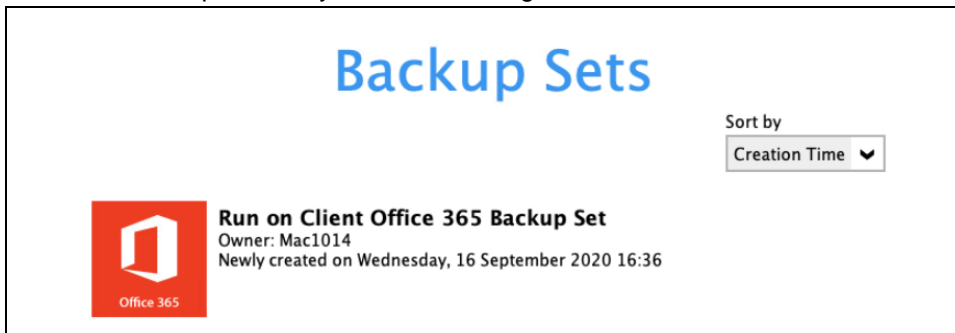 Backup Sets
Sort by
Creation Time
Run on Client Office 365 Backup Set
Owner: Mac1014
Newly created on Wednesday, 16 September 2020 16:36
Office 365